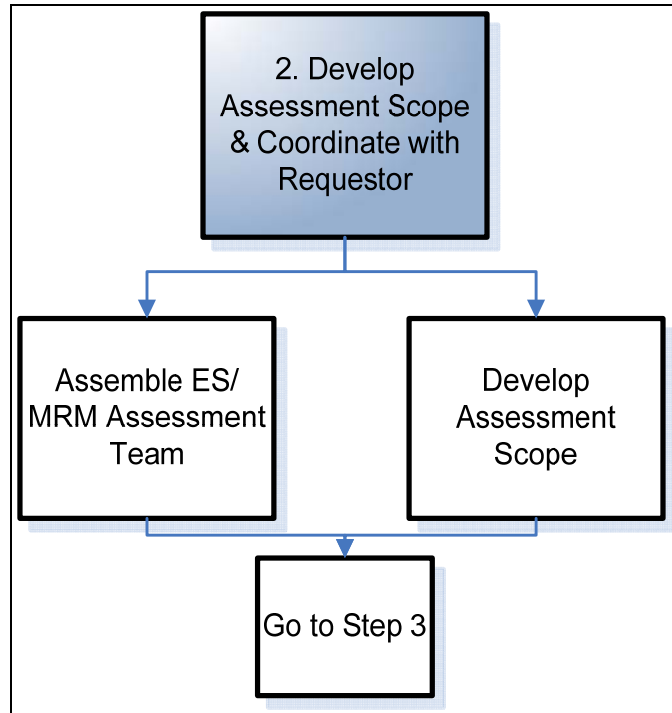 2. Develop
Assessment Scope
& Coordinate with
Requestor
Assemble ES/
MRM Assessment
Team
Develop
Assessment
Scope
Go to Step 3